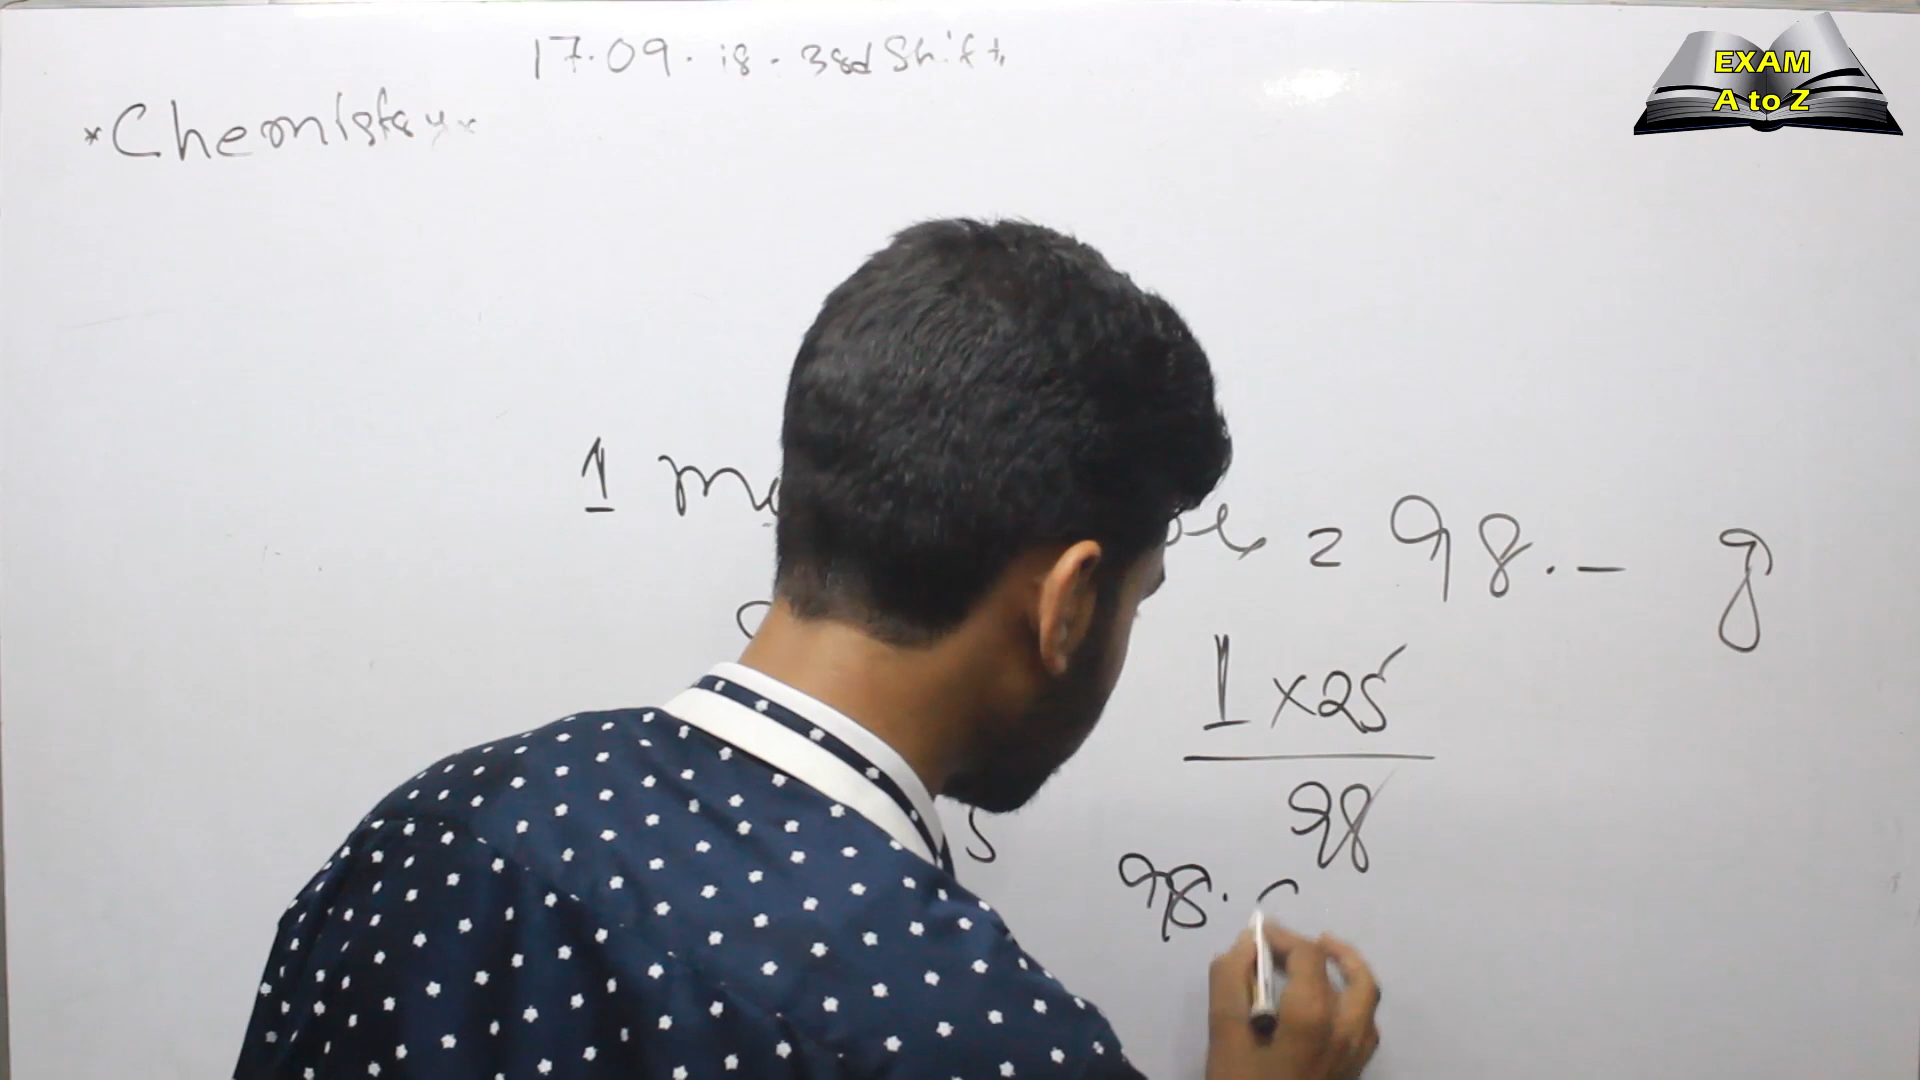 17.09.18. 3rd Shift
*Chemistry*
EXAM
A to Z
1 = 98.- g
1 x 25
98
98.